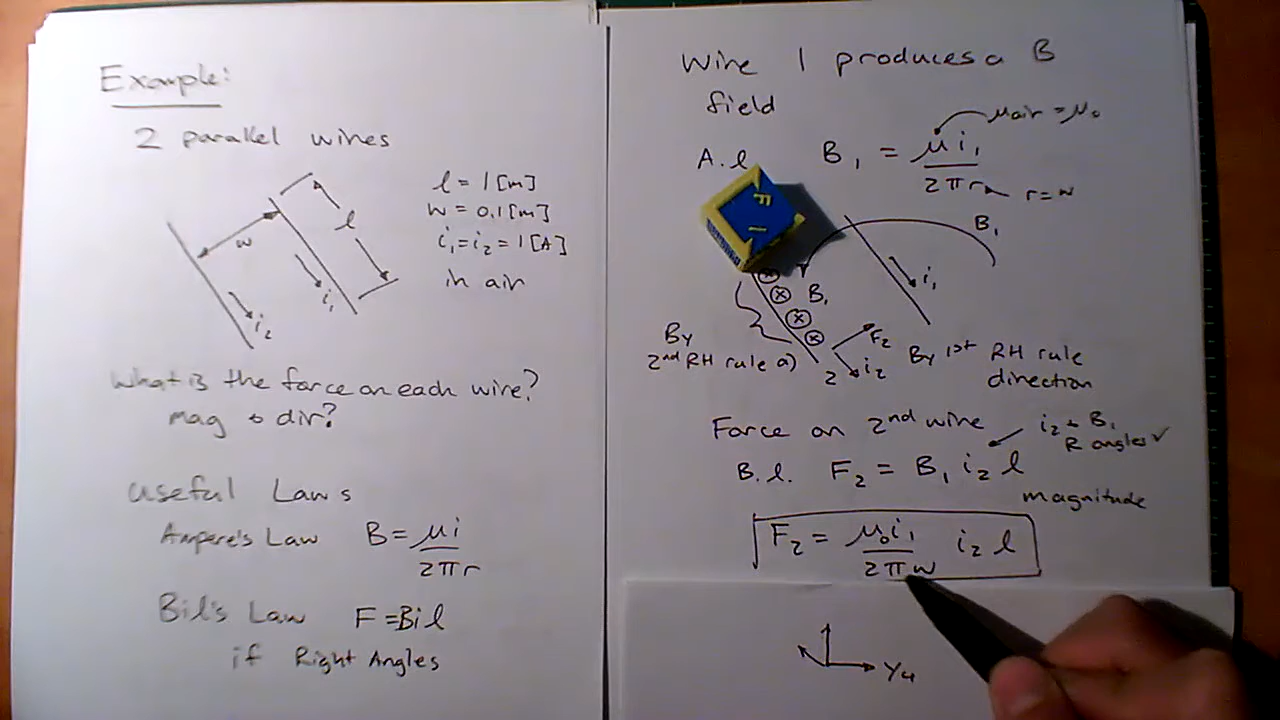 Example:
2 parallel wires
l = 1 [m]
w = 0.1 [m]
i₁ = i₂ = 1 [A]
in air
w
l
i₁
i₂
What is the force on each wire?
mag & dir?
Useful Laws
Ampere's Law B = μi / 2πr
Bil's Law F = Bil
if Right Angles
Wire 1 produces a B
field
μair = μ₀
A.l B₁ = μi₁ / 2πr
r = w
F
B₁
i₁
B₁
By
2nd RH rule a)
F₂
2 i₂
By 1st RH rule
direction
Force on 2nd wire
i₂ & B₁
R angles ✓
B.l. F₂ = B₁ i₂ l
magnitude
F₂ = μ₀i₁ / 2πw i₂ l